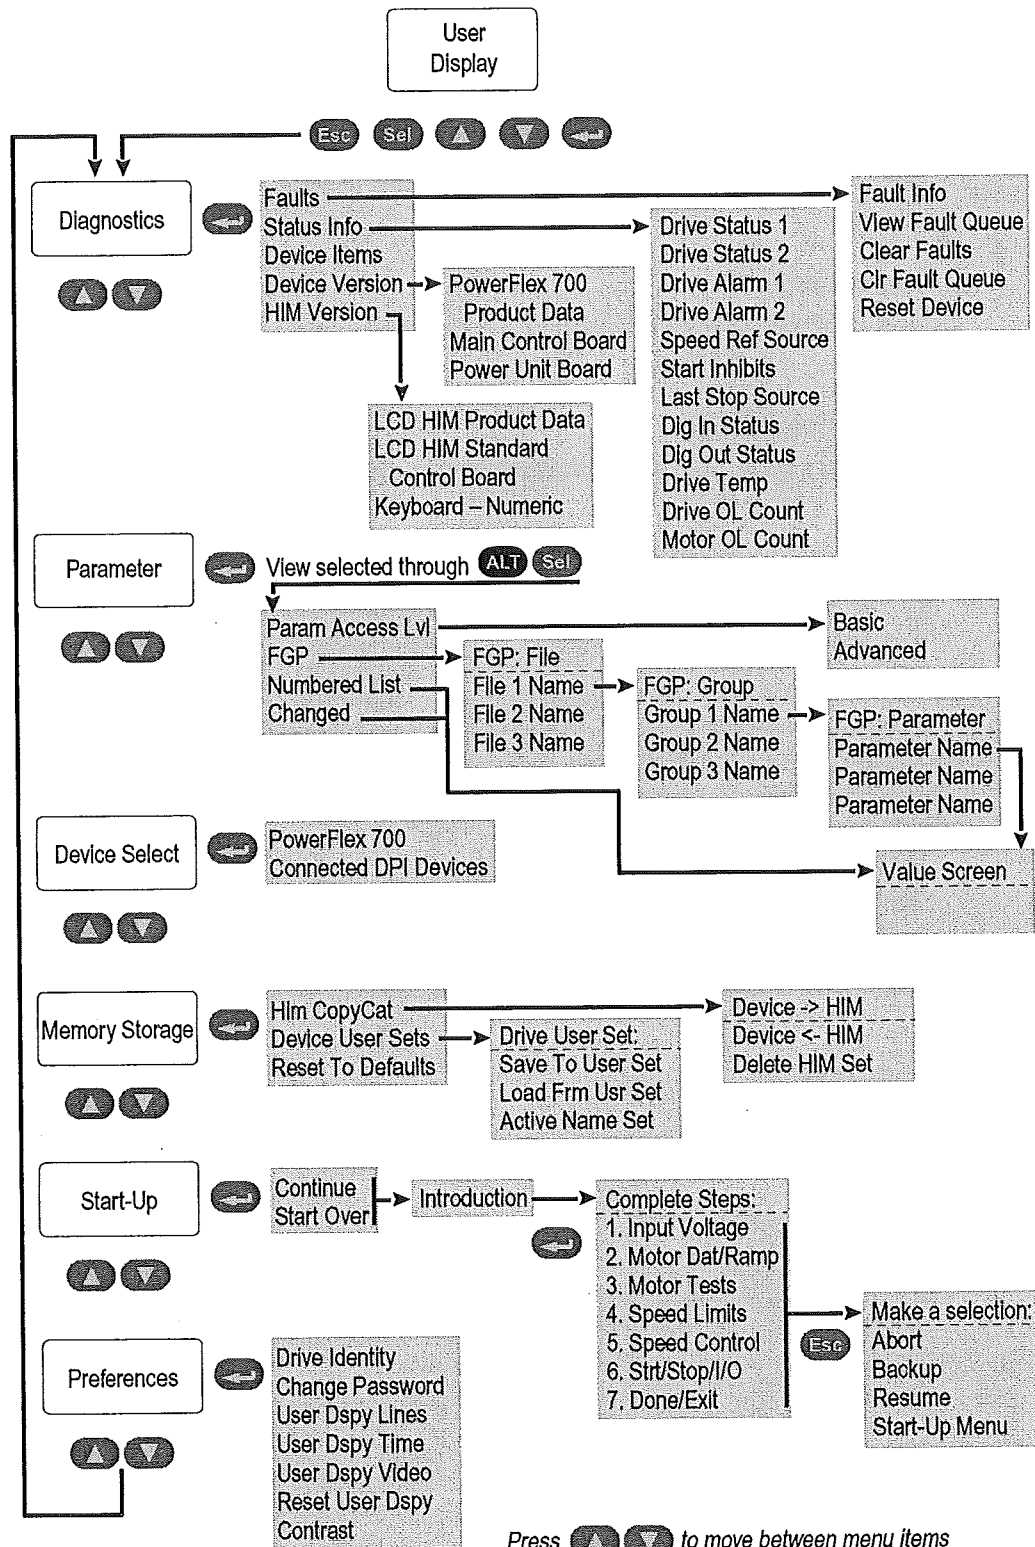 User
Display
Esc Sel
Diagnostics
Faults
Status Info
Device Items
Device Version
HIM Version
Fault Info
View Fault Queue
Clear Faults
Clr Fault Queue
Reset Device
Drive Status 1
Drive Status 2
Drive Alarm 1
Drive Alarm 2
Speed Ref Source
Start Inhibits
Last Stop Source
Dig In Status
Dig Out Status
Drive Temp
Drive OL Count
Motor OL Count
PowerFlex 700
Product Data
Main Control Board
Power Unit Board
LCD HIM Product Data
LCD HIM Standard
Control Board
Keyboard – Numeric
Parameter
View selected through ALT Sel
Param Access Lvl
FGP
Numbered List
Changed
Basic
Advanced
FGP: File
File 1 Name
File 2 Name
File 3 Name
FGP: Group
Group 1 Name
Group 2 Name
Group 3 Name
FGP: Parameter
Parameter Name
Parameter Name
Parameter Name
Value Screen
Device Select
PowerFlex 700
Connected DPI Devices
Memory Storage
HIm CopyCat
Device User Sets
Reset To Defaults
Device -> HIM
Device <- HIM
Delete HIM Set
Drive User Set:
Save To User Set
Load Frm Usr Set
Active Name Set
Start-Up
Continue
Start Over
Introduction
Complete Steps:
1. Input Voltage
2. Motor Dat/Ramp
3. Motor Tests
4. Speed Limits
5. Speed Control
6. Strt/Stop/I/O
7. Done/Exit
Esc
Make a selection:
Abort
Backup
Resume
Start-Up Menu
Preferences
Drive Identity
Change Password
User Dspy Lines
User Dspy Time
User Dspy Video
Reset User Dspy
Contrast
Press to move between menu items